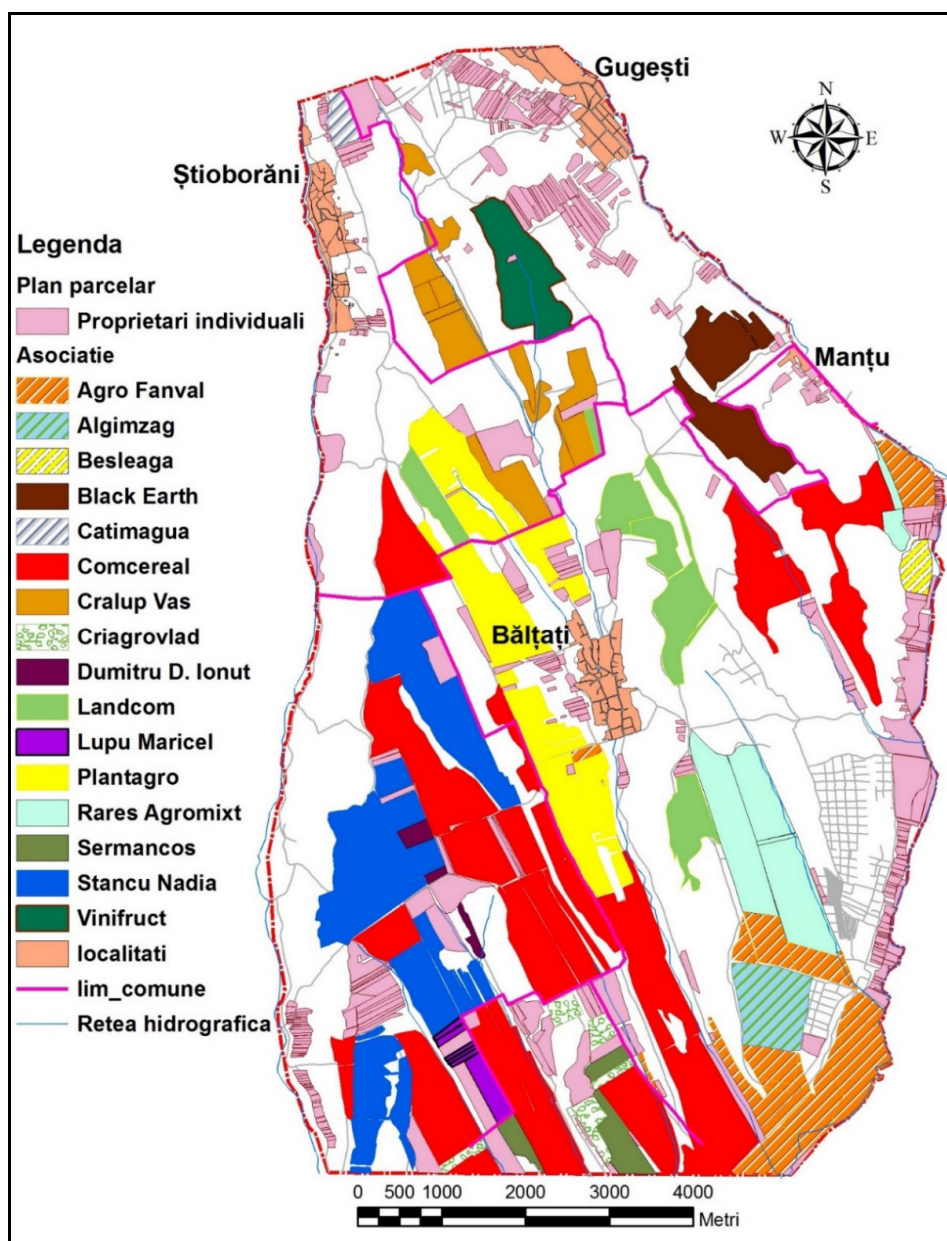 Gugești
N
W E
S
Știoborăni
Manțu
Bălțați
Legenda
Plan parcelar
Proprietari individuali
Asociatie
Agro Fanval
Algimzag
Besleaga
Black Earth
Catimagua
Comcereal
Cralup Vas
Criagrovlad
Dumitru D. Ionut
Landcom
Lupu Maricel
Plantagro
Rares Agromixt
Sermancos
Stancu Nadia
Vinifruct
localitati
lim_comune
Retea hidrografica
0 500 1000 2000 3000 4000
Metri